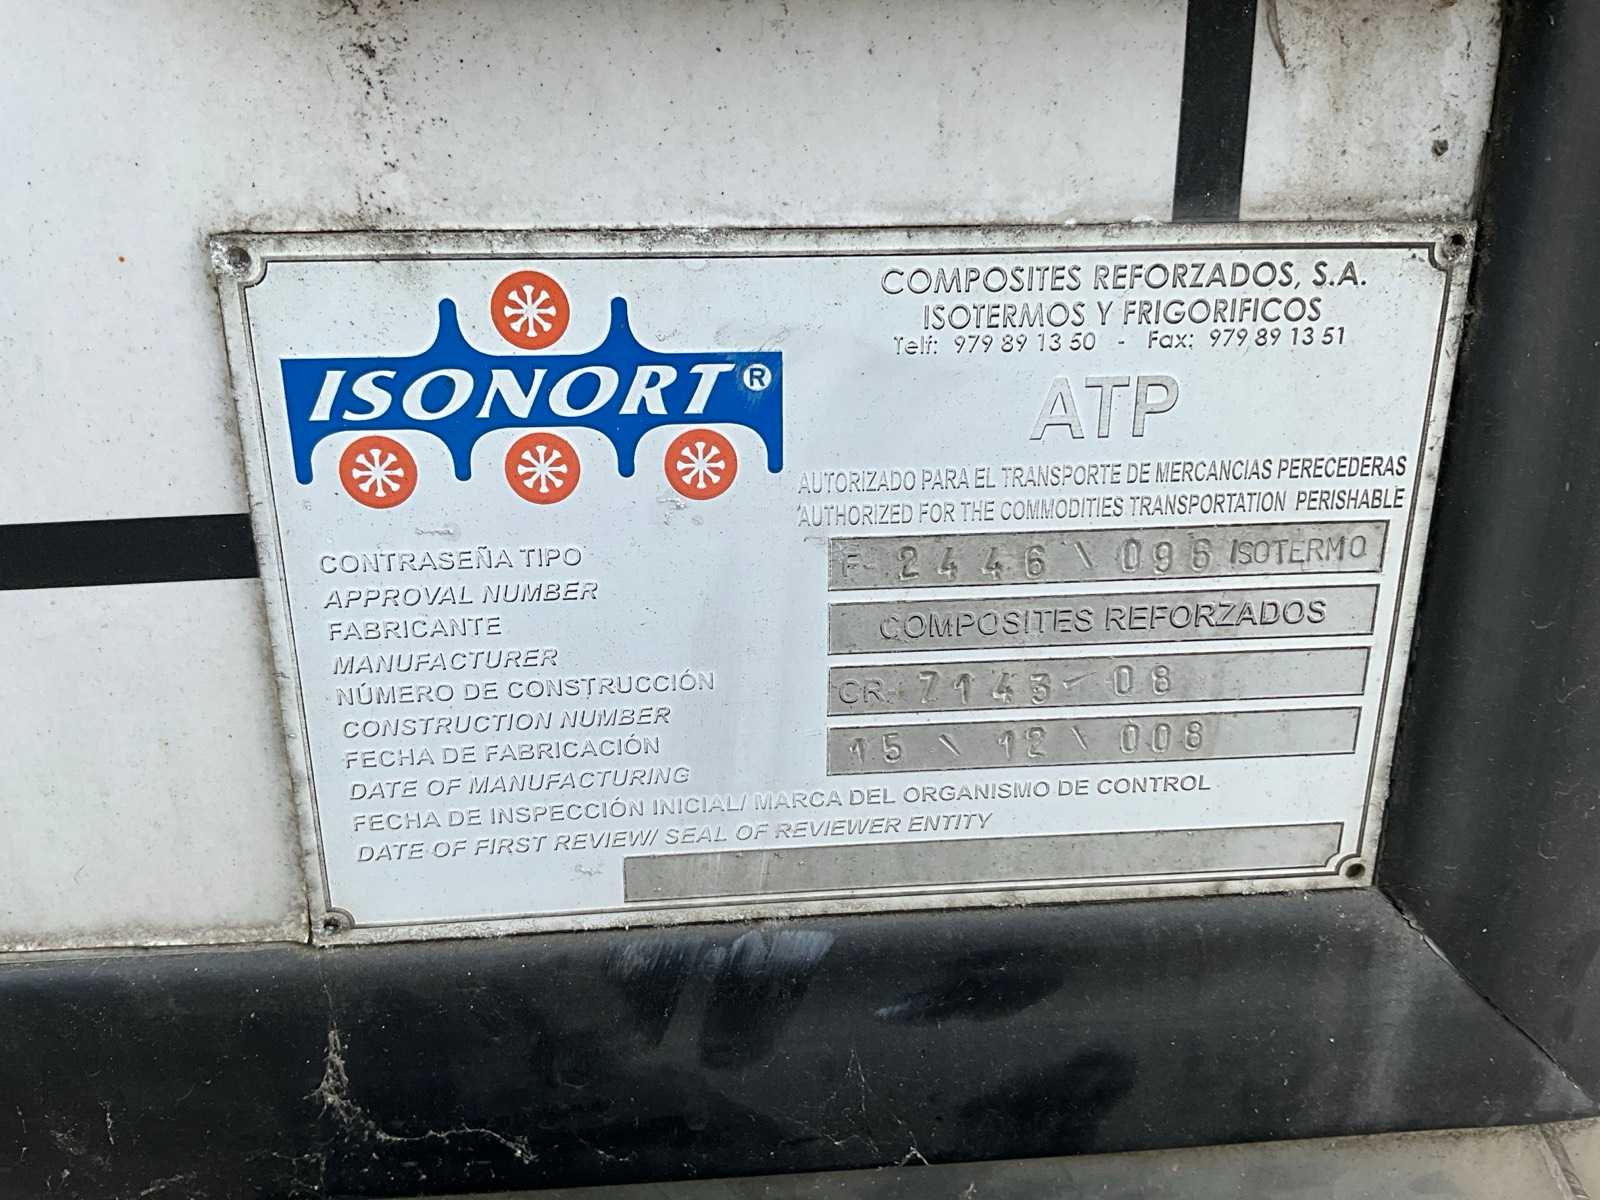 ISONORT®
COMPOSITES REFORZADOS, S.A.
ISOTERMOS Y FRIGORIFICOS
Telf: 979 89 13 50 - Fax: 979 89 13 51
ATP
AUTORIZADO PARA EL TRANSPORTE DE MERCANCIAS PERECEDERAS
AUTHORIZED FOR THE COMMODITIES TRANSPORTATION PERISHABLE
CONTRASEÑA TIPO
APPROVAL NUMBER
F- 2446 \ 096 ISOTERMO
FABRICANTE
MANUFACTURER
COMPOSITES REFORZADOS
NÚMERO DE CONSTRUCCIÓN
CONSTRUCTION NUMBER
CR- 7143-08
FECHA DE FABRICACIÓN
DATE OF MANUFACTURING
15 \ 12 \ 008
FECHA DE INSPECCIÓN INICIAL/ MARCA DEL ORGANISMO DE CONTROL
DATE OF FIRST REVIEW/ SEAL OF REVIEWER ENTITY